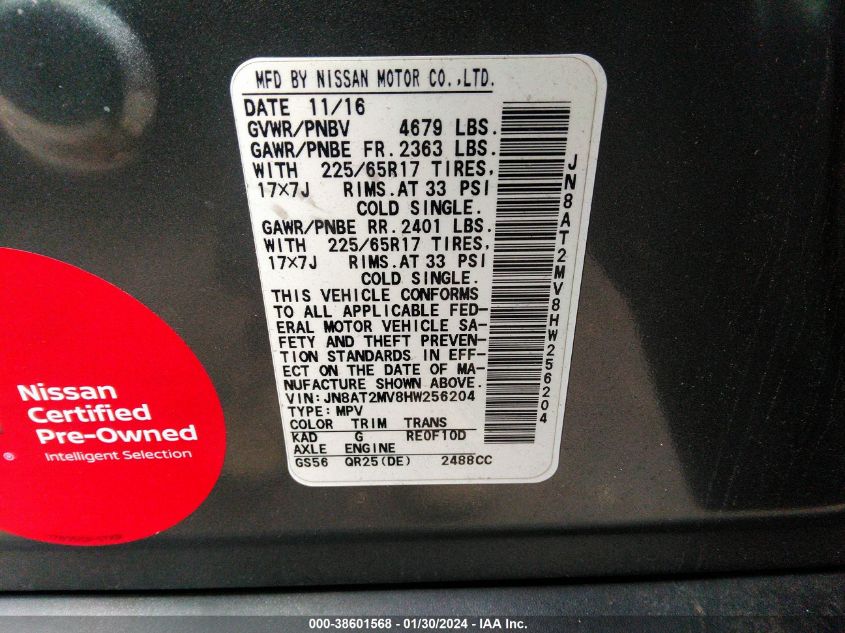 MFD BY NISSAN MOTOR CO.,LTD.
DATE 11/16
GVWR/PNBV 4679 LBS.
GAWR/PNBE FR. 2363 LBS.
WITH 225/65R17 TIRES,
17×7J RIMS.AT 33 PSI
COLD SINGLE.
GAWR/PNBE RR. 2401 LBS.
WITH 225/65R17 TIRES,
17×7J RIMS.AT 33 PSI
COLD SINGLE.
THIS VEHICLE CONFORMS
TO ALL APPLICABLE FED-
ERAL MOTOR VEHICLE SA-
FETY AND THEFT PREVEN-
TION STANDARDS IN EFF-
ECT ON THE DATE OF MA-
NUFACTURE SHOWN ABOVE.
VIN: JN8AT2MV8HW256204
TYPE: MPV
COLOR TRIM TRANS
KAD G RE0F10D
AXLE ENGINE
GS56 QR25(DE) 2488CC
JN8AT2MV8HW256204
Nissan
Certified
Pre-Owned
®
Intelligent Selection
000-38601568 - 01/30/2024 - IAA Inc.